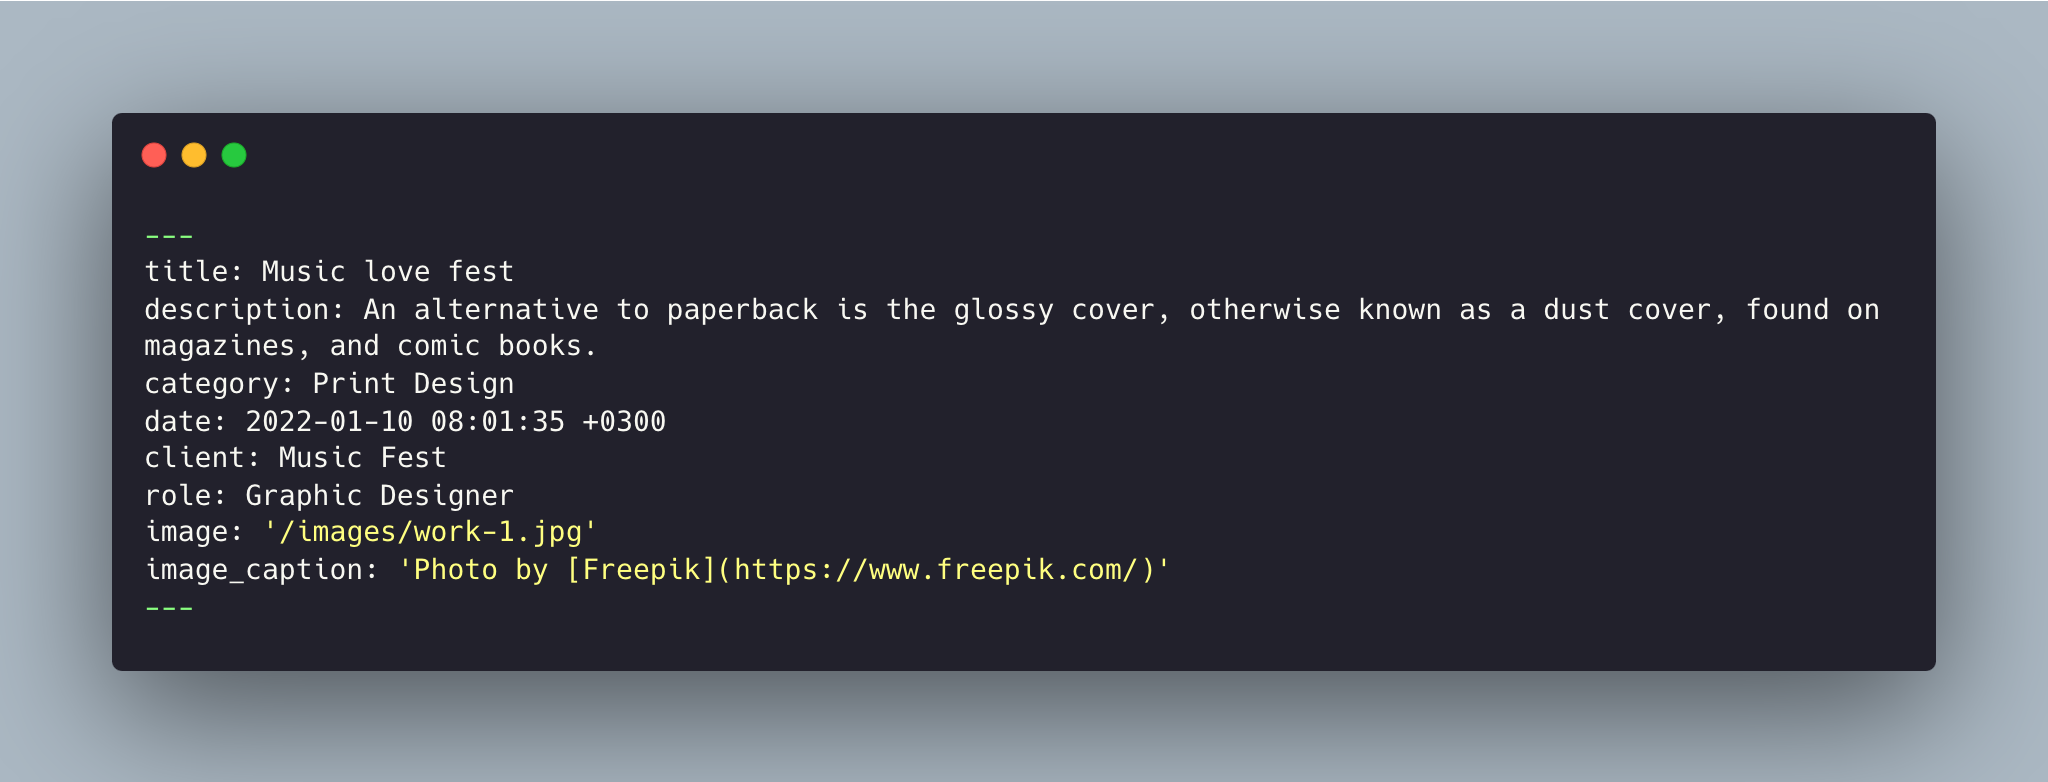 ---
title: Music love fest
description: An alternative to paperback is the glossy cover, otherwise known as a dust cover, found on
magazines, and comic books.
category: Print Design
date: 2022-01-10 08:01:35 +0300
client: Music Fest
role: Graphic Designer
image: '/images/work-1.jpg'
image_caption: 'Photo by [Freepik](https://www.freepik.com/)'
---